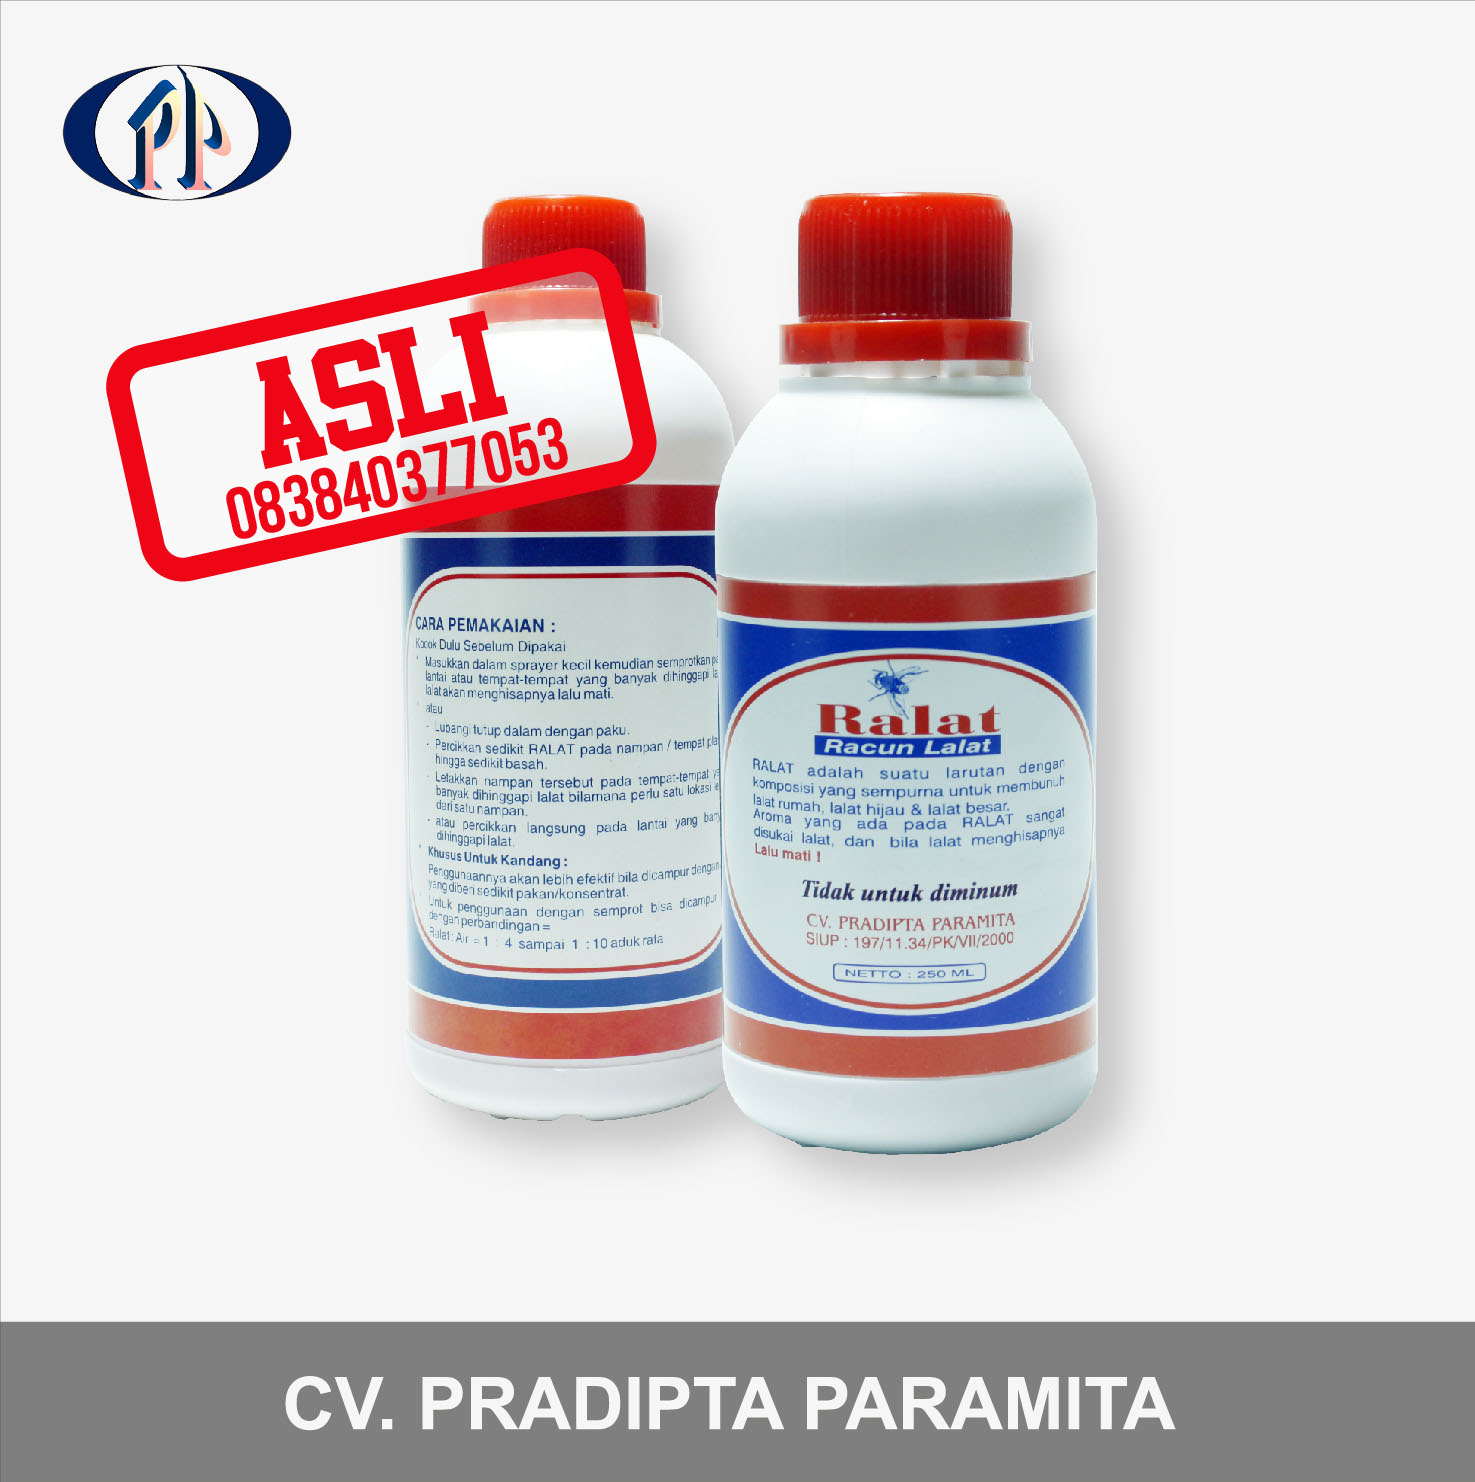 PP
ASLI
083840377053
CARA PEMAKAIAN :
Kocok Dulu Sebelum Dipakai
* Masukkan dalam sprayer kecil kemudian semprotkan
lantai atau tempat-tempat yang banyak dihinggapi
lalat akan menghisapnya lalu mati.
* atau
- Lubangi tutup dalam dengan paku.
- Percikkan sedikit RALAT pada nampan / tempat
hingga sedikit basah.
- Letakkan nampan tersebut pada tempat-tempat
banyak dihinggapi lalat bilamana perlu satu lokasi
dari satu nampan.
- atau percikkan langsung pada lantai yang
dihinggapi lalat.
* Khusus Untuk Kandang :
Penggunaannya akan lebih efektif bila dicampur dengan
yang diberi sedikit pakan/konsentrat.
* Untuk penggunaan dengan semprot bisa dicampur
dengan perbandingan =
Ralat : Air = 1 : 4 sampai 1 : 10 aduk rata
Ralat
Racun Lalat
RALAT adalah suatu larutan dengan
komposisi yang sempurna untuk membunuh
lalat rumah, lalat hijau & lalat besar.
Aroma yang ada pada RALAT sangat
disukai lalat, dan bila lalat menghisapnya
Lalu mati !
Tidak untuk diminum
CV. PRADIPTA PARAMITA
SIUP : 197/11.34/PK/VII/2000
NETTO : 250 ML
CV. PRADIPTA PARAMITA